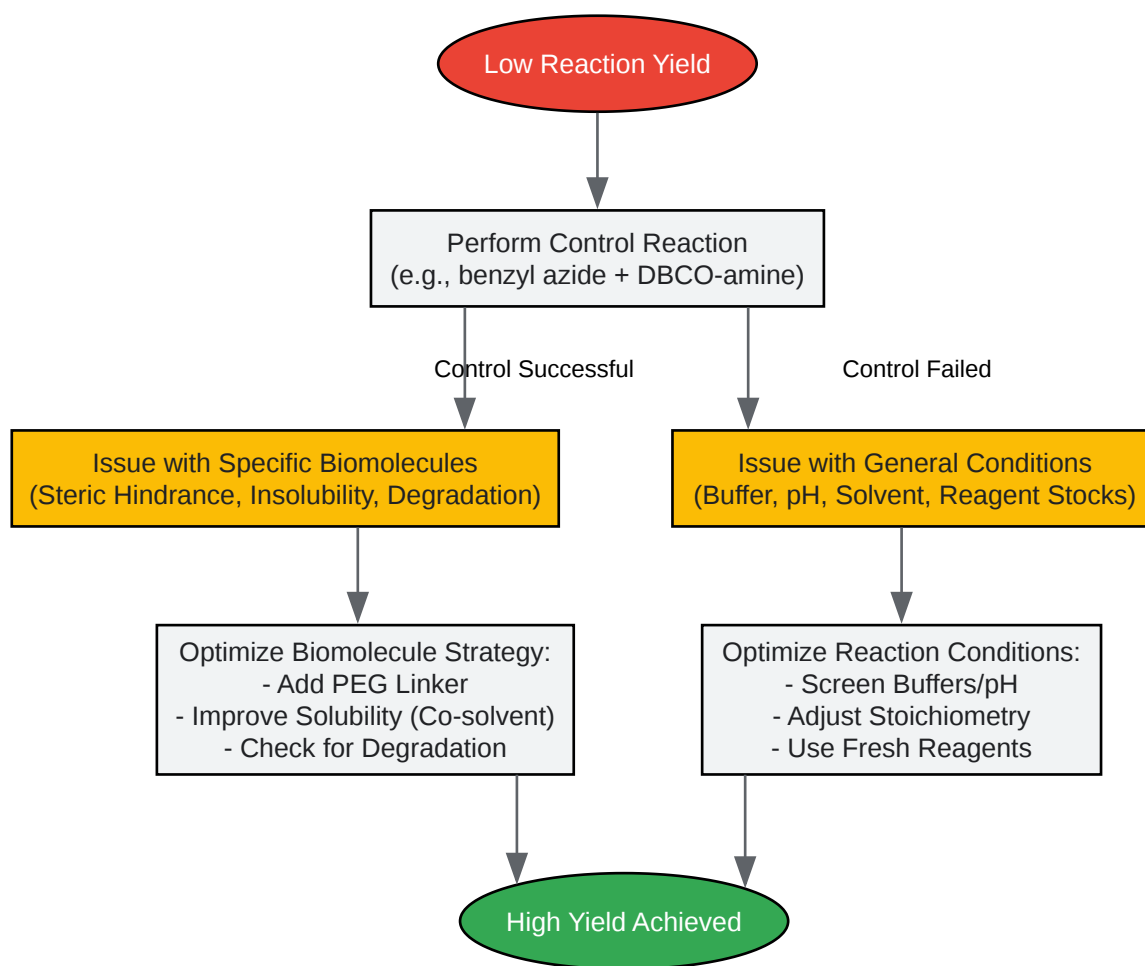 Low Reaction Yield
Perform Control Reaction
(e.g., benzyl azide + DBCO-amine)
Control Successful
Control Failed
Issue with Specific Biomolecules
(Steric Hindrance, Insolubility, Degradation)
Issue with General Conditions
(Buffer, pH, Solvent, Reagent Stocks)
Optimize Biomolecule Strategy:
- Add PEG Linker
- Improve Solubility (Co-solvent)
- Check for Degradation
Optimize Reaction Conditions:
- Screen Buffers/pH
- Adjust Stoichiometry
- Use Fresh Reagents
High Yield Achieved